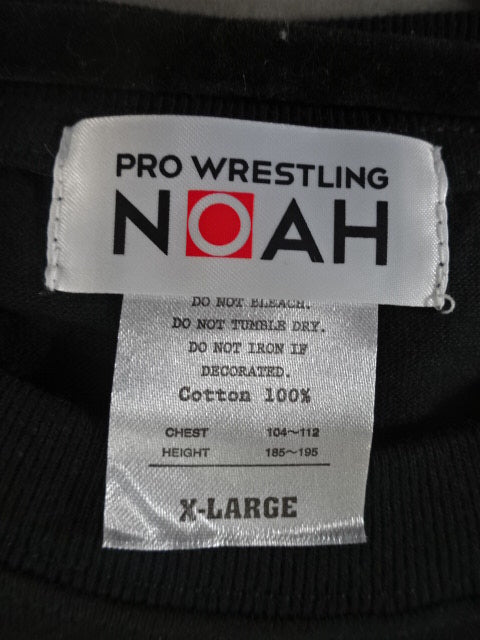 PRO WRESTLING
NOAH
DO NOT BLEACH.
DO NOT TUMBLE DRY.
DO NOT IRON IF
DECORATED.
Cotton 100%
CHEST 104~112
HEIGHT 185~195
X-LARGE